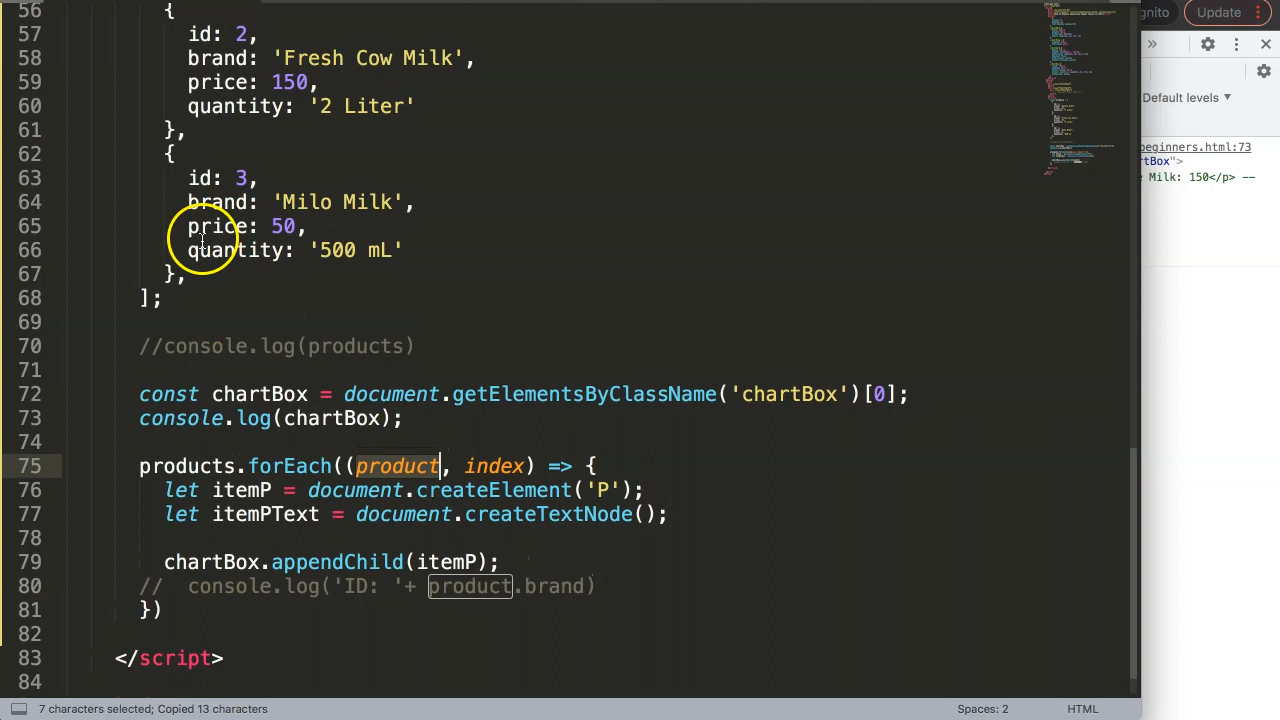 56 {
57 id: 2,
58 brand: 'Fresh Cow Milk',
59 price: 150,
60 quantity: '2 Liter'
61 },
62 {
63 id: 3,
64 brand: 'Milo Milk',
65 price: 50,
66 quantity: '500 mL'
67 },
68 ];
69
70 //console.log(products)
71
72 const chartBox = document.getElementsByClassName('chartBox')[0];
73 console.log(chartBox);
74
75 products.forEach((product, index) => {
76 let itemP = document.createElement('P');
77 let itemPText = document.createTextNode();
78
79 chartBox.appendChild(itemP);
80 // console.log('ID: '+ product.brand)
81 })
82
83 </script>
84
7 characters selected; Copied 13 characters
Spaces: 2
HTML
gnito
Update
»
Default levels
beginners.html:73
rtBox">
e Milk: 150</p> --